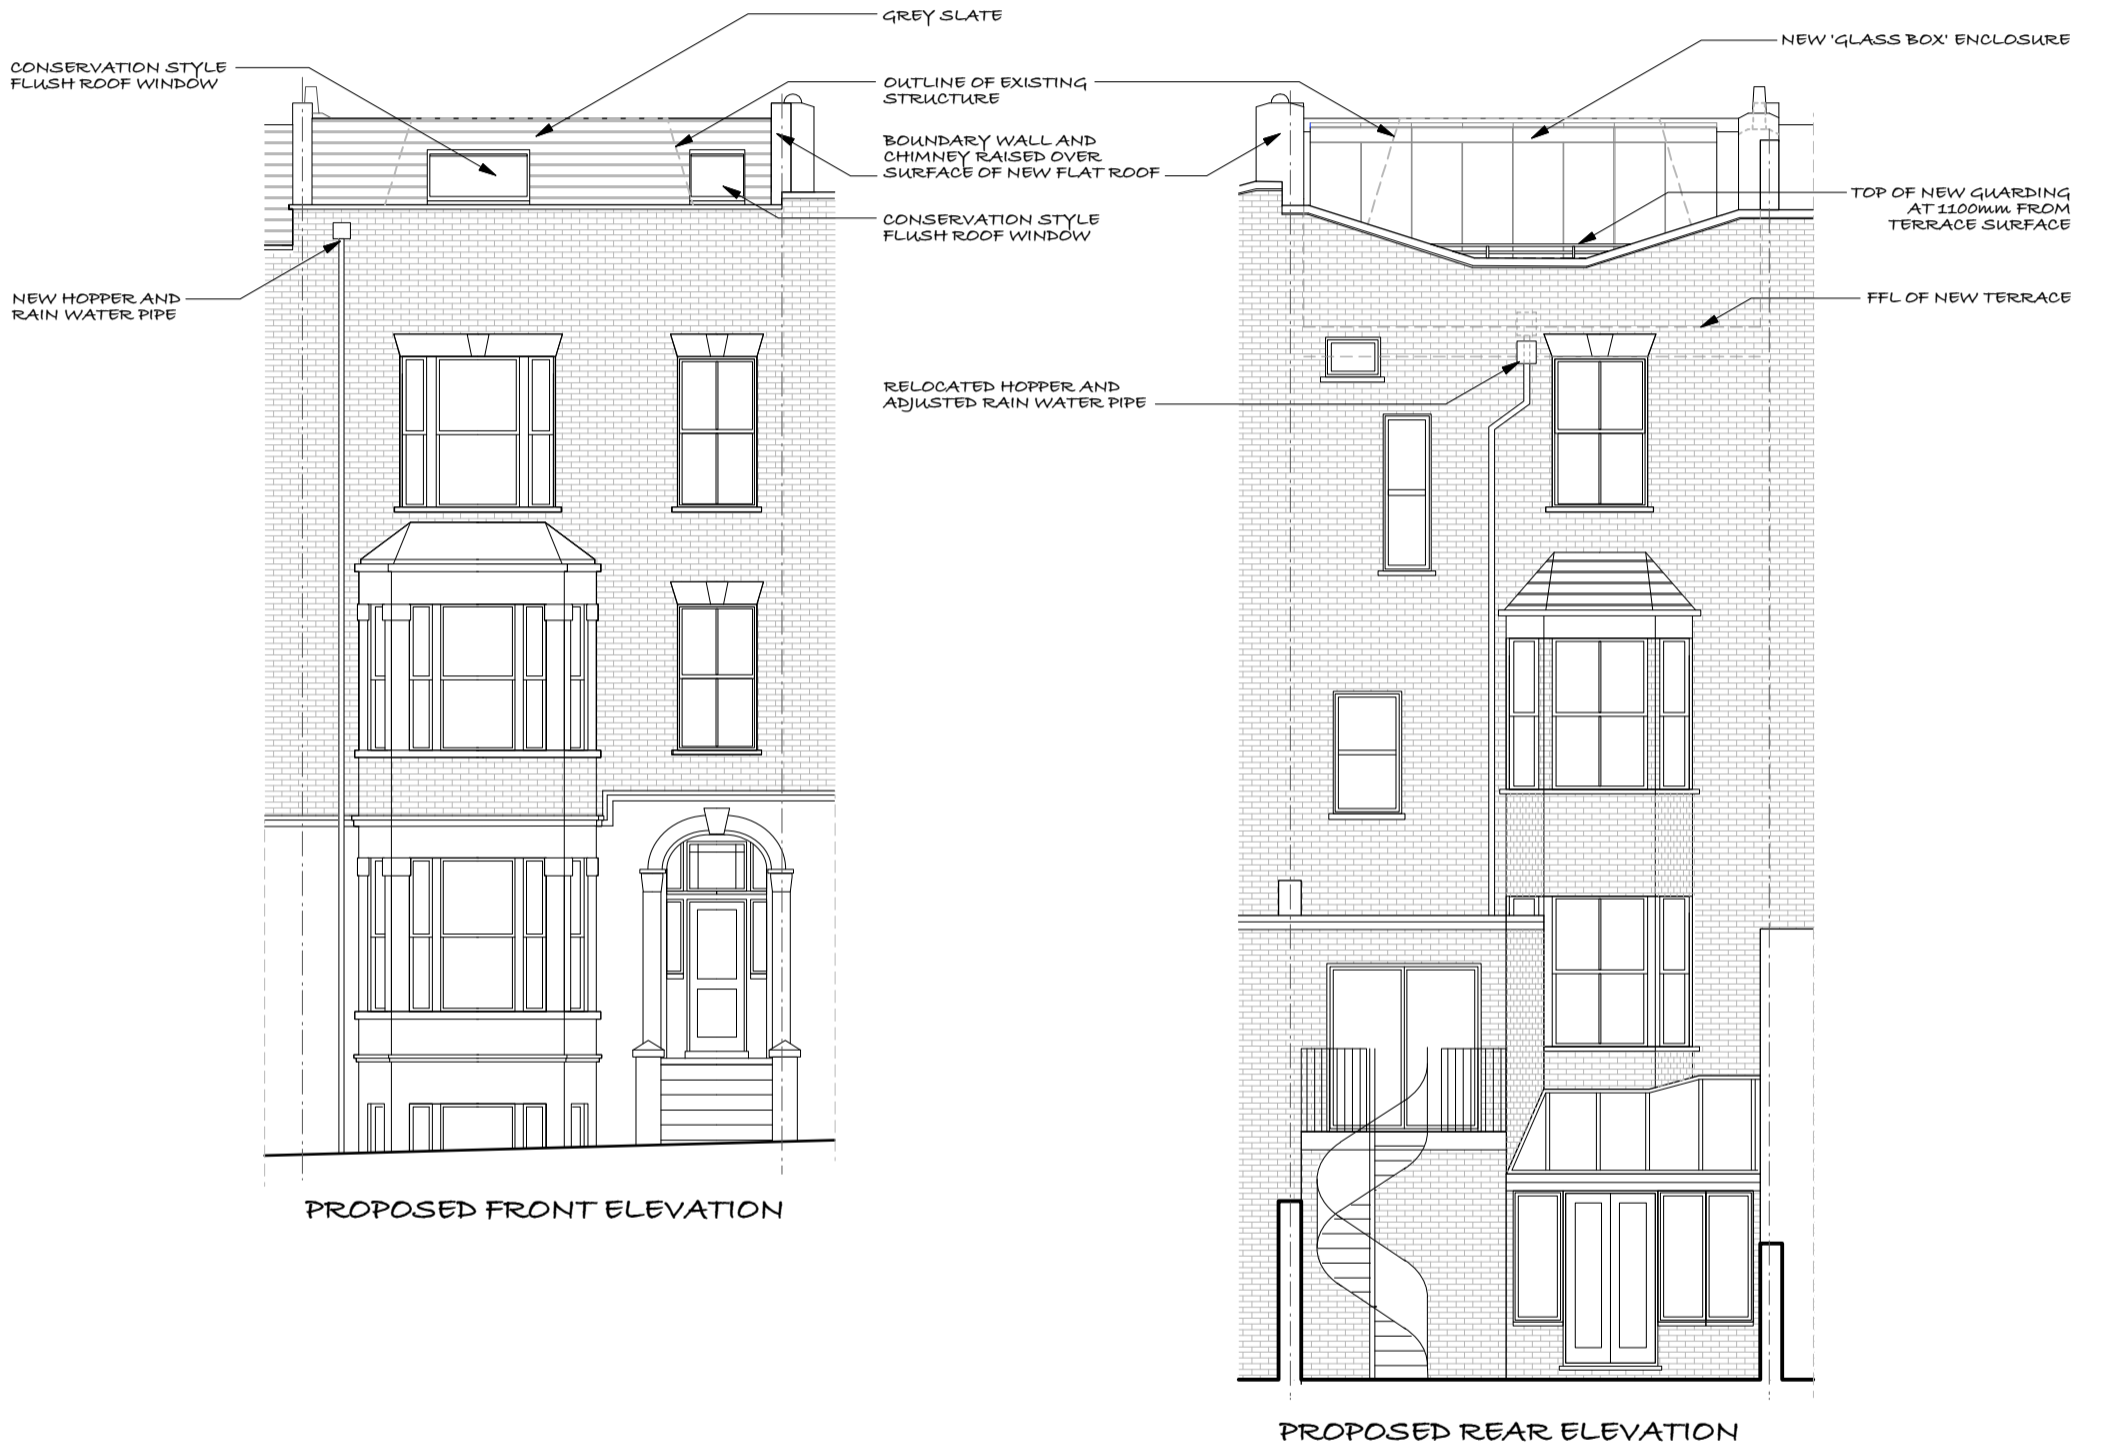 GREY SLATE
CONSERVATION STYLE
FLUSH ROOF WINDOW
OUTLINE OF EXISTING
STRUCTURE
BOUNDARY WALL AND
CHIMNEY RAISED OVER
SURFACE OF NEW FLAT ROOF
CONSERVATION STYLE
FLUSH ROOF WINDOW
NEW HOPPER AND
RAIN WATER PIPE
NEW 'GLASS BOX' ENCLOSURE
TOP OF NEW GUARDING
AT 1100mm FROM
TERRACE SURFACE
FFL OF NEW TERRACE
RELOCATED HOPPER AND
ADJUSTED RAIN WATER PIPE
PROPOSED FRONT ELEVATION
PROPOSED REAR ELEVATION